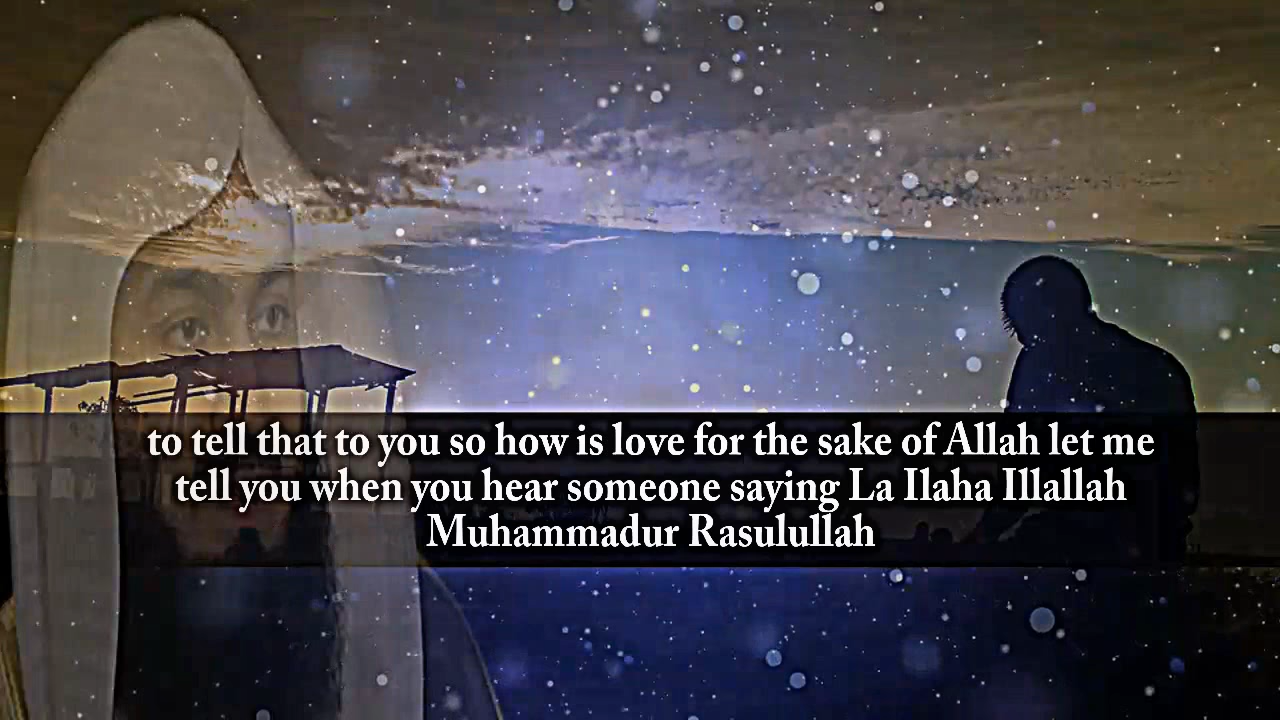 to tell that to you so how is love for the sake of Allah let me
tell you when you hear someone saying La Ilaha Illallah
Muhammadur Rasulullah